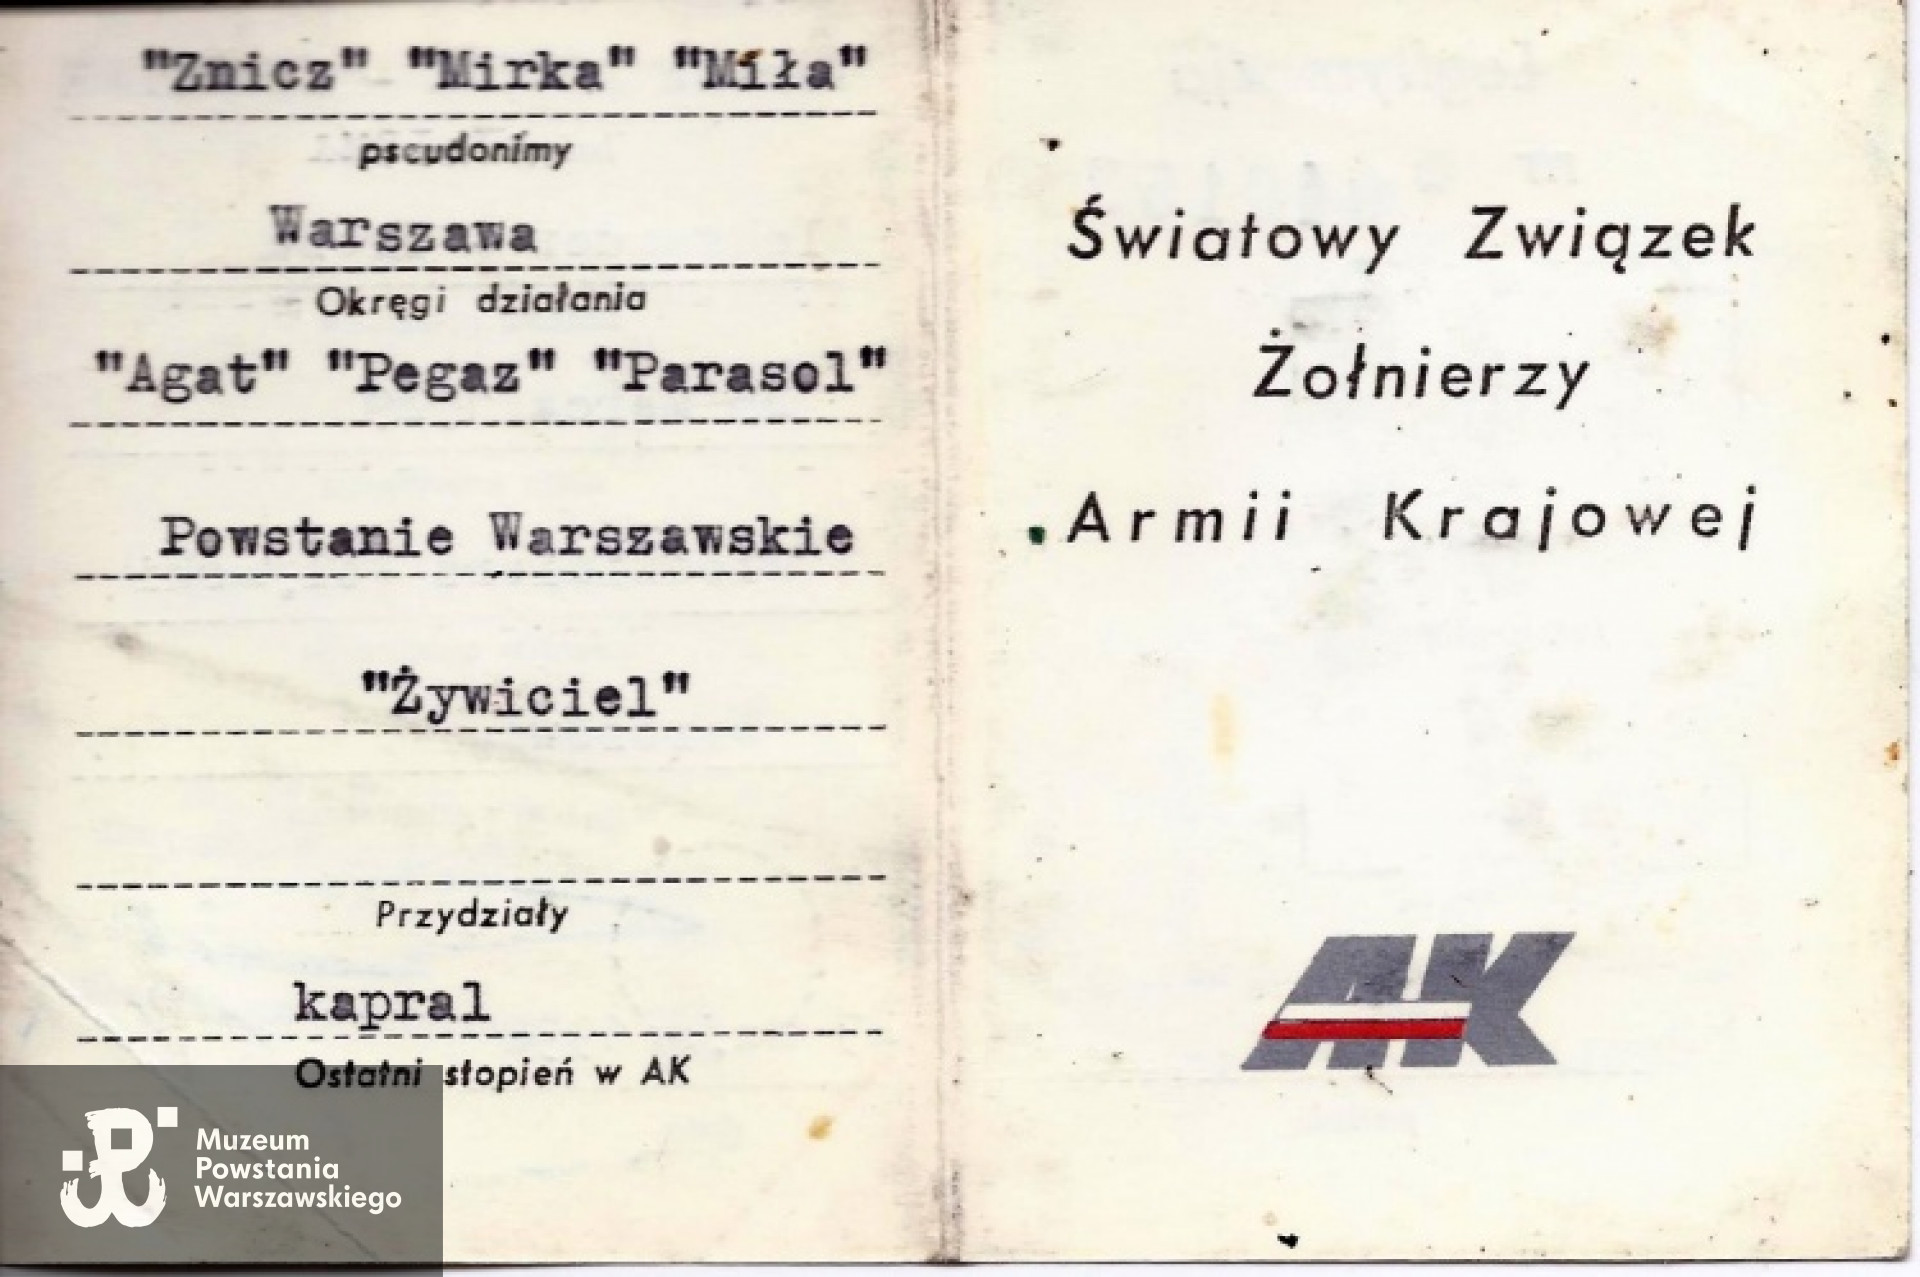 "Znicz" "Mirka" "Miła"
pseudonimy
Warszawa
Okręgi działania
"Agat" "Pegaz" "Parasol"
Powstanie Warszawskie
"Żywiciel"
Przydziały
kapral
Ostatni stopień w AK
Muzeum
Powstania
Warszawskiego
Światowy Związek
Żołnierzy
Armii Krajowej
AK